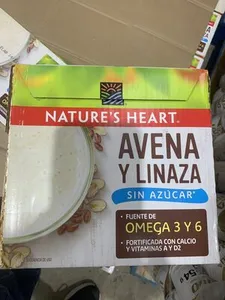 NATURE'S HEART.
AVENA
Y LINAZA
SIN AZÚCAR*
• FUENTE DE
OMEGA 3 Y 6
• FORTIFICADA CON CALCIO
Y VITAMINAS A Y D2